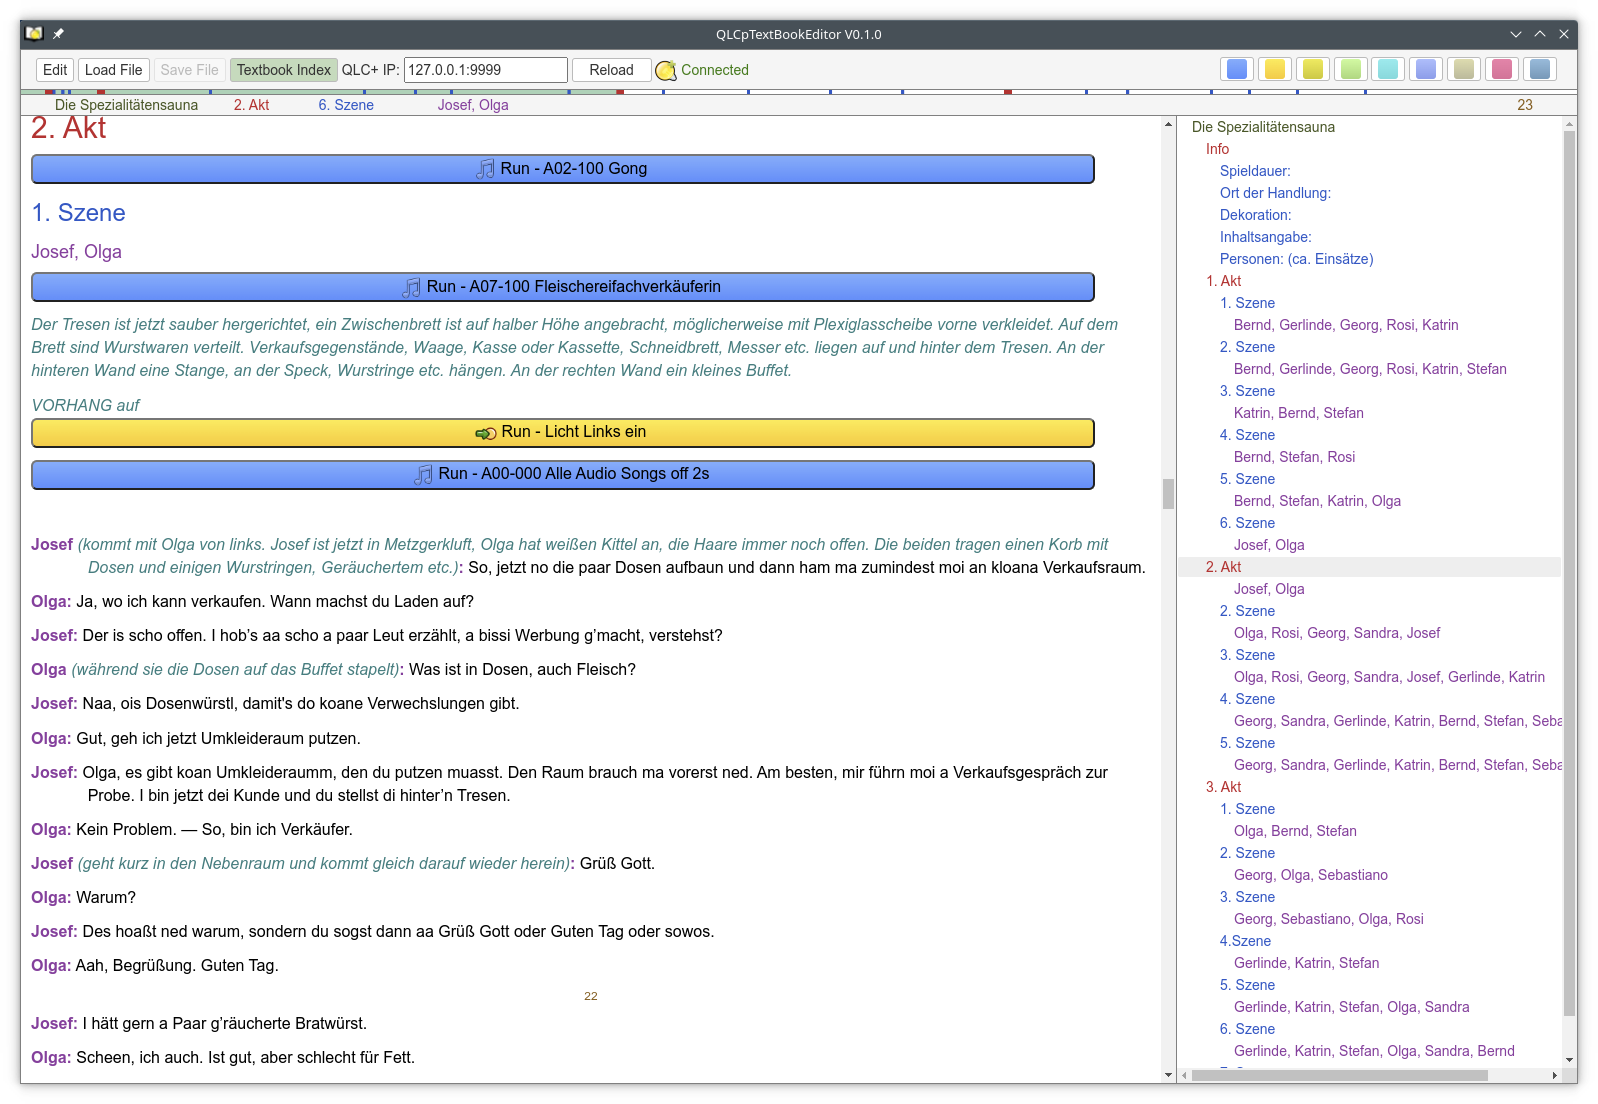 QLCpTextBookEditor V0.1.0
Edit Load File Save File Textbook Index QLC+ IP: 127.0.0.1:9999 Reload Connected
Die Spezialitätensauna 2. Akt 6. Szene Josef, Olga 23
2. Akt
Run - A02-100 Gong
1. Szene
Josef, Olga
Run - A07-100 Fleischereifachverkäuferin
Der Tresen ist jetzt sauber hergerichtet, ein Zwischenbrett ist auf halber Höhe angebracht, möglicherweise mit Plexiglasscheibe vorne verkleidet. Auf dem
Brett sind Wurstwaren verteilt. Verkaufsgegenstände, Waage, Kasse oder Kassette, Schneidbrett, Messer etc. liegen auf und hinter dem Tresen. An der
hinteren Wand eine Stange, an der Speck, Wurstringe etc. hängen. An der rechten Wand ein kleines Buffet.
VORHANG auf
Run - Licht Links ein
Run - A00-000 Alle Audio Songs off 2s
Josef (kommt mit Olga von links. Josef ist jetzt in Metzgerkluft, Olga hat weißen Kittel an, die Haare immer noch offen. Die beiden tragen einen Korb mit
Dosen und einigen Wurstringen, Geräuchertem etc.): So, jetzt no die paar Dosen aufbaun und dann ham ma zumindest moi an kloana Verkaufsraum.
Olga: Ja, wo ich kann verkaufen. Wann machst du Laden auf?
Josef: Der is scho offen. I hob’s aa scho a paar Leut erzählt, a bissi Werbung g’macht, verstehst?
Olga (während sie die Dosen auf das Buffet stapelt): Was ist in Dosen, auch Fleisch?
Josef: Naa, ois Dosenwürstl, damit's do koane Verwechslungen gibt.
Olga: Gut, geh ich jetzt Umkleideraum putzen.
Josef: Olga, es gibt koan Umkleideraumm, den du putzen muasst. Den Raum brauch ma vorerst ned. Am besten, mir führn moi a Verkaufsgespräch zur
Probe. I bin jetzt dei Kunde und du stellst di hinter’n Tresen.
Olga: Kein Problem. — So, bin ich Verkäufer.
Josef (geht kurz in den Nebenraum und kommt gleich darauf wieder herein): Grüß Gott.
Olga: Warum?
Josef: Des hoaßt ned warum, sondern du sogst dann aa Grüß Gott oder Guten Tag oder sowos.
Olga: Aah, Begrüßung. Guten Tag.
22
Josef: I hätt gern a Paar g’räucherte Bratwürst.
Olga: Scheen, ich auch. Ist gut, aber schlecht für Fett.
Die Spezialitätensauna
Info
Spieldauer:
Ort der Handlung:
Dekoration:
Inhaltsangabe:
Personen: (ca. Einsätze)
1. Akt
1. Szene
Bernd, Gerlinde, Georg, Rosi, Katrin
2. Szene
Bernd, Gerlinde, Georg, Rosi, Katrin, Stefan
3. Szene
Katrin, Bernd, Stefan
4. Szene
Bernd, Stefan, Rosi
5. Szene
Bernd, Stefan, Katrin, Olga
6. Szene
Josef, Olga
2. Akt
Josef, Olga
2. Szene
Olga, Rosi, Georg, Sandra, Josef
3. Szene
Olga, Rosi, Georg, Sandra, Josef, Gerlinde, Katrin
4. Szene
Georg, Sandra, Gerlinde, Katrin, Bernd, Stefan, Seba
5. Szene
Georg, Sandra, Gerlinde, Katrin, Bernd, Stefan, Seba
3. Akt
1. Szene
Olga, Bernd, Stefan
2. Szene
Georg, Olga, Sebastiano
3. Szene
Georg, Sebastiano, Olga, Rosi
4.Szene
Gerlinde, Katrin, Stefan
5. Szene
Gerlinde, Katrin, Stefan, Olga, Sandra
6. Szene
Gerlinde, Katrin, Stefan, Olga, Sandra, Bernd